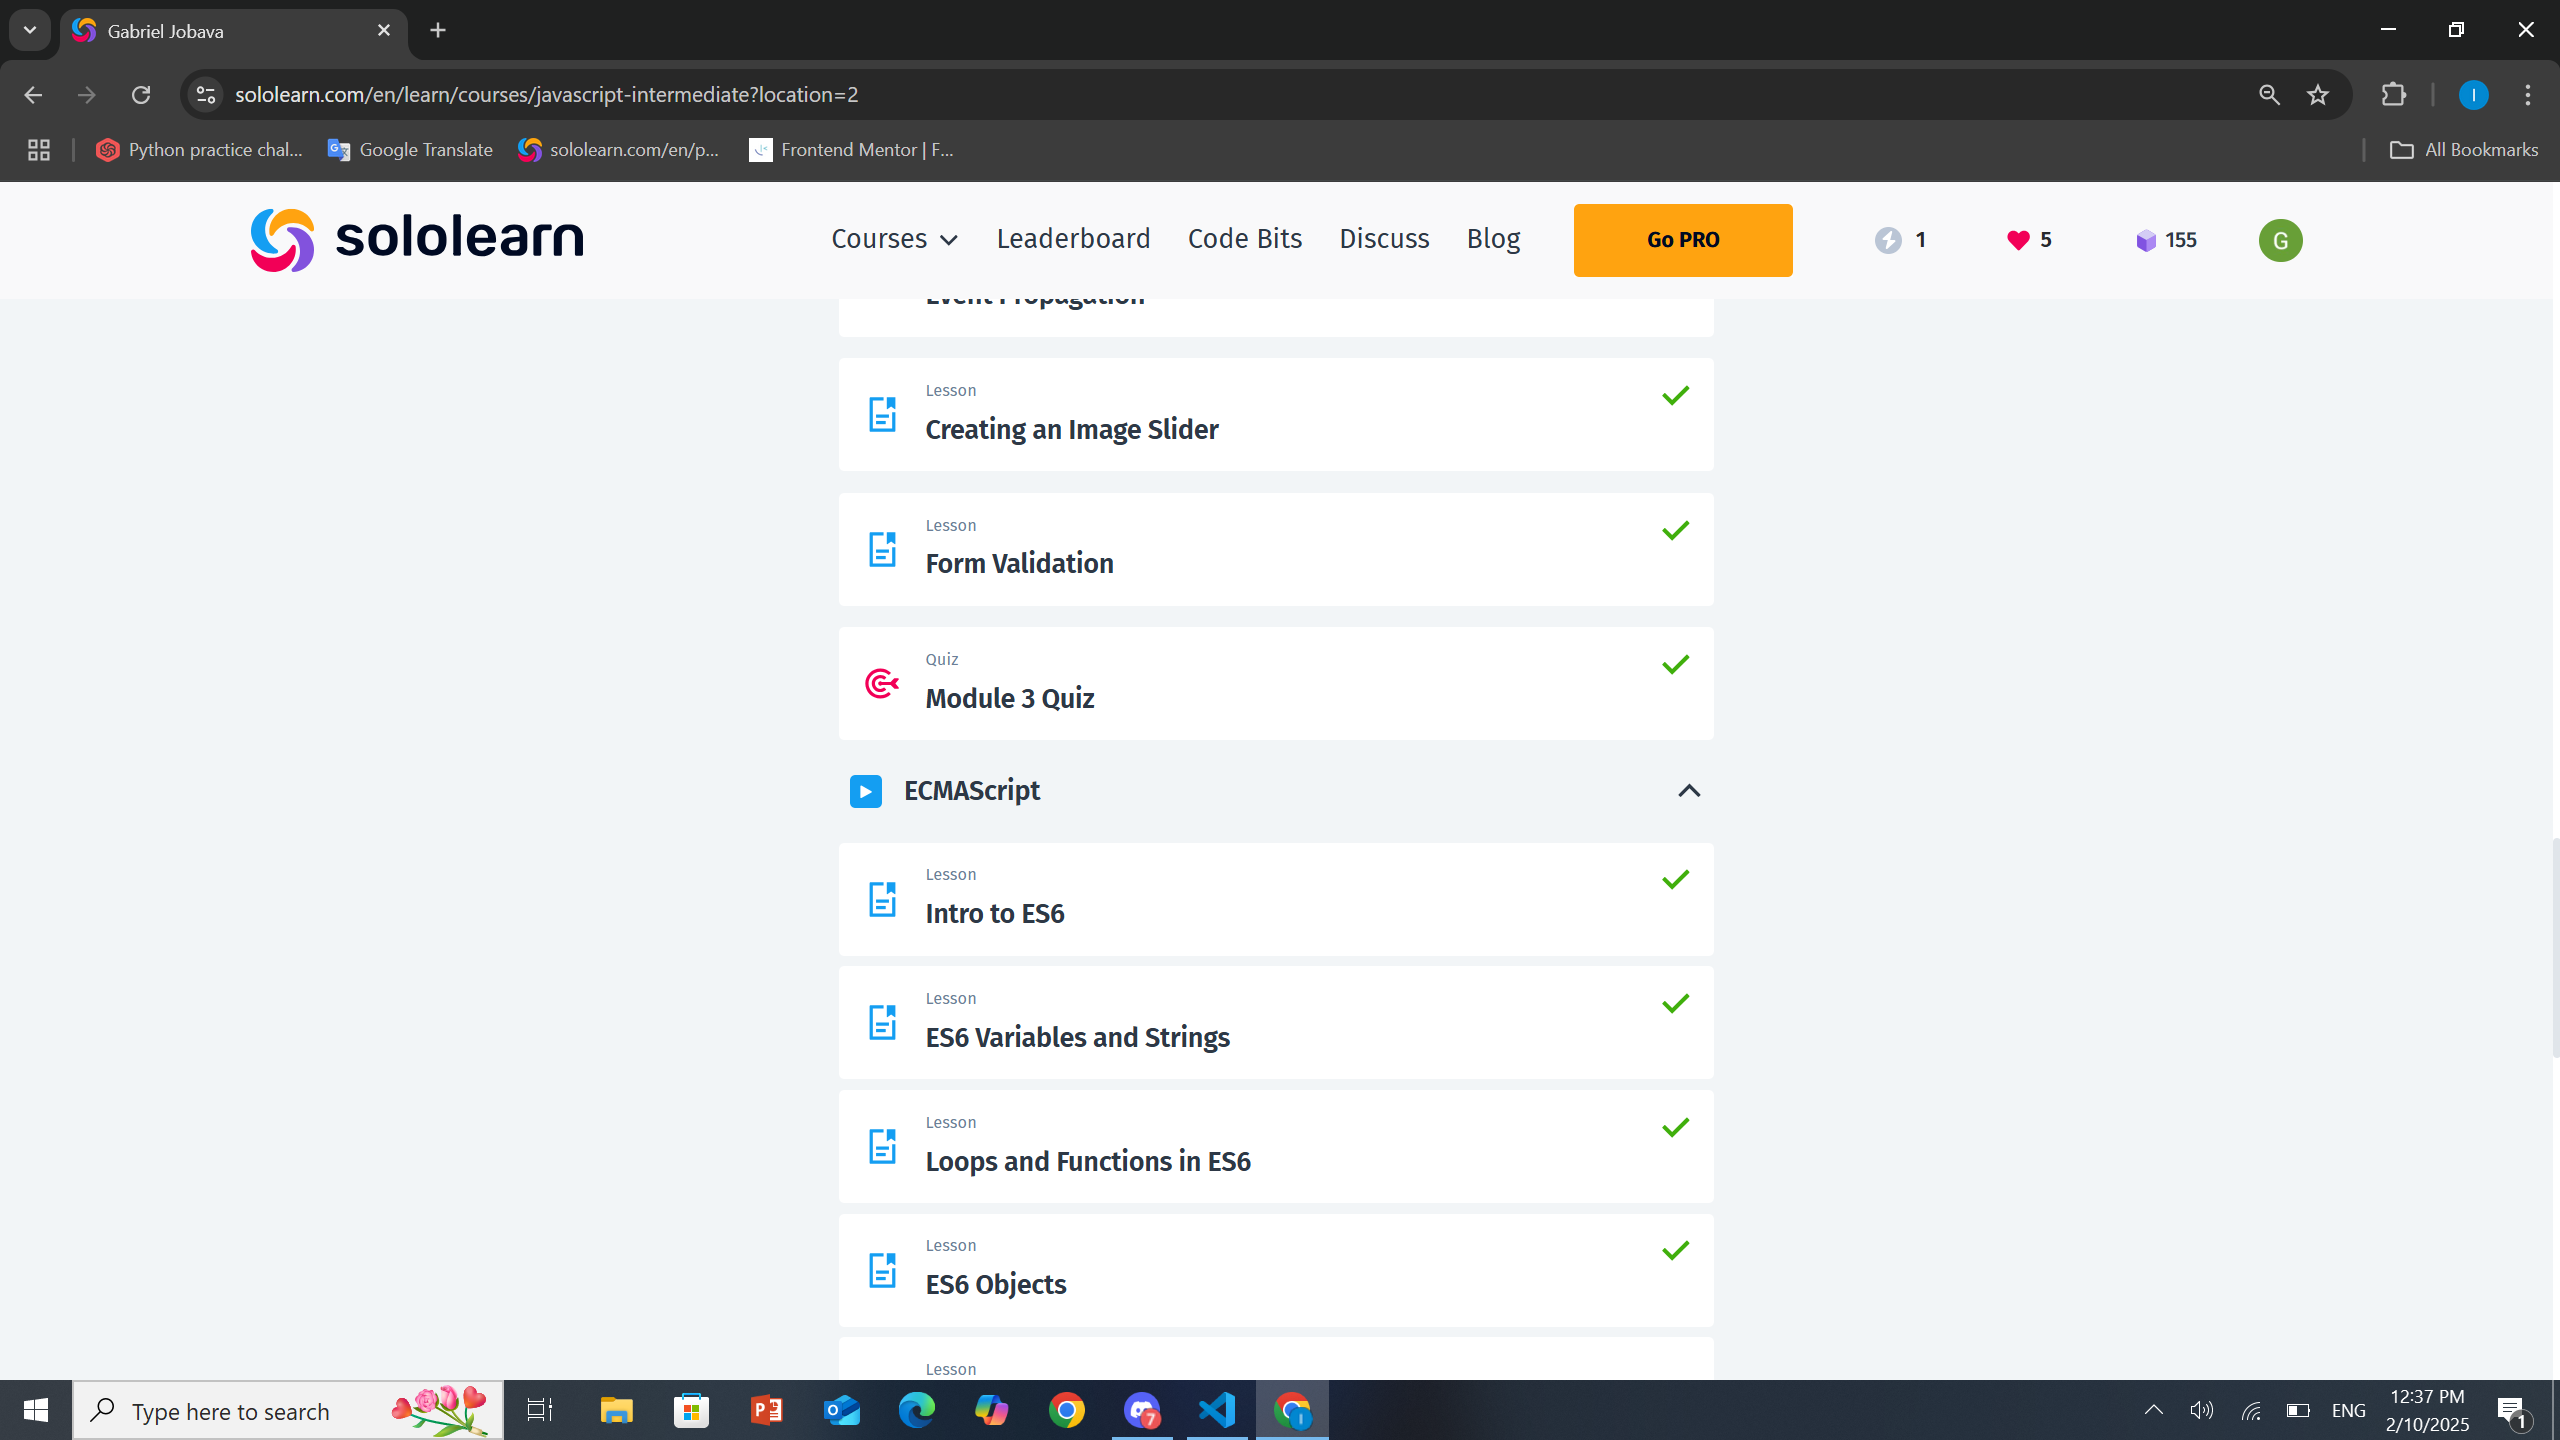 Gabriel Jobava
sololearn.com/en/learn/courses/javascript-intermediate?location=2
I
Python practice chal...
Google Translate
sololearn.com/en/p...
Frontend Mentor | F...
All Bookmarks
sololearn
Courses
Leaderboard
Code Bits
Discuss
Blog
Go PRO
1
5
155
G
Event Propagation
Lesson
Creating an Image Slider
Lesson
Form Validation
Quiz
Module 3 Quiz
ECMAScript
Lesson
Intro to ES6
Lesson
ES6 Variables and Strings
Lesson
Loops and Functions in ES6
Lesson
ES6 Objects
Lesson
Type here to search
7
I
ENG
12:37 PM
2/10/2025
1